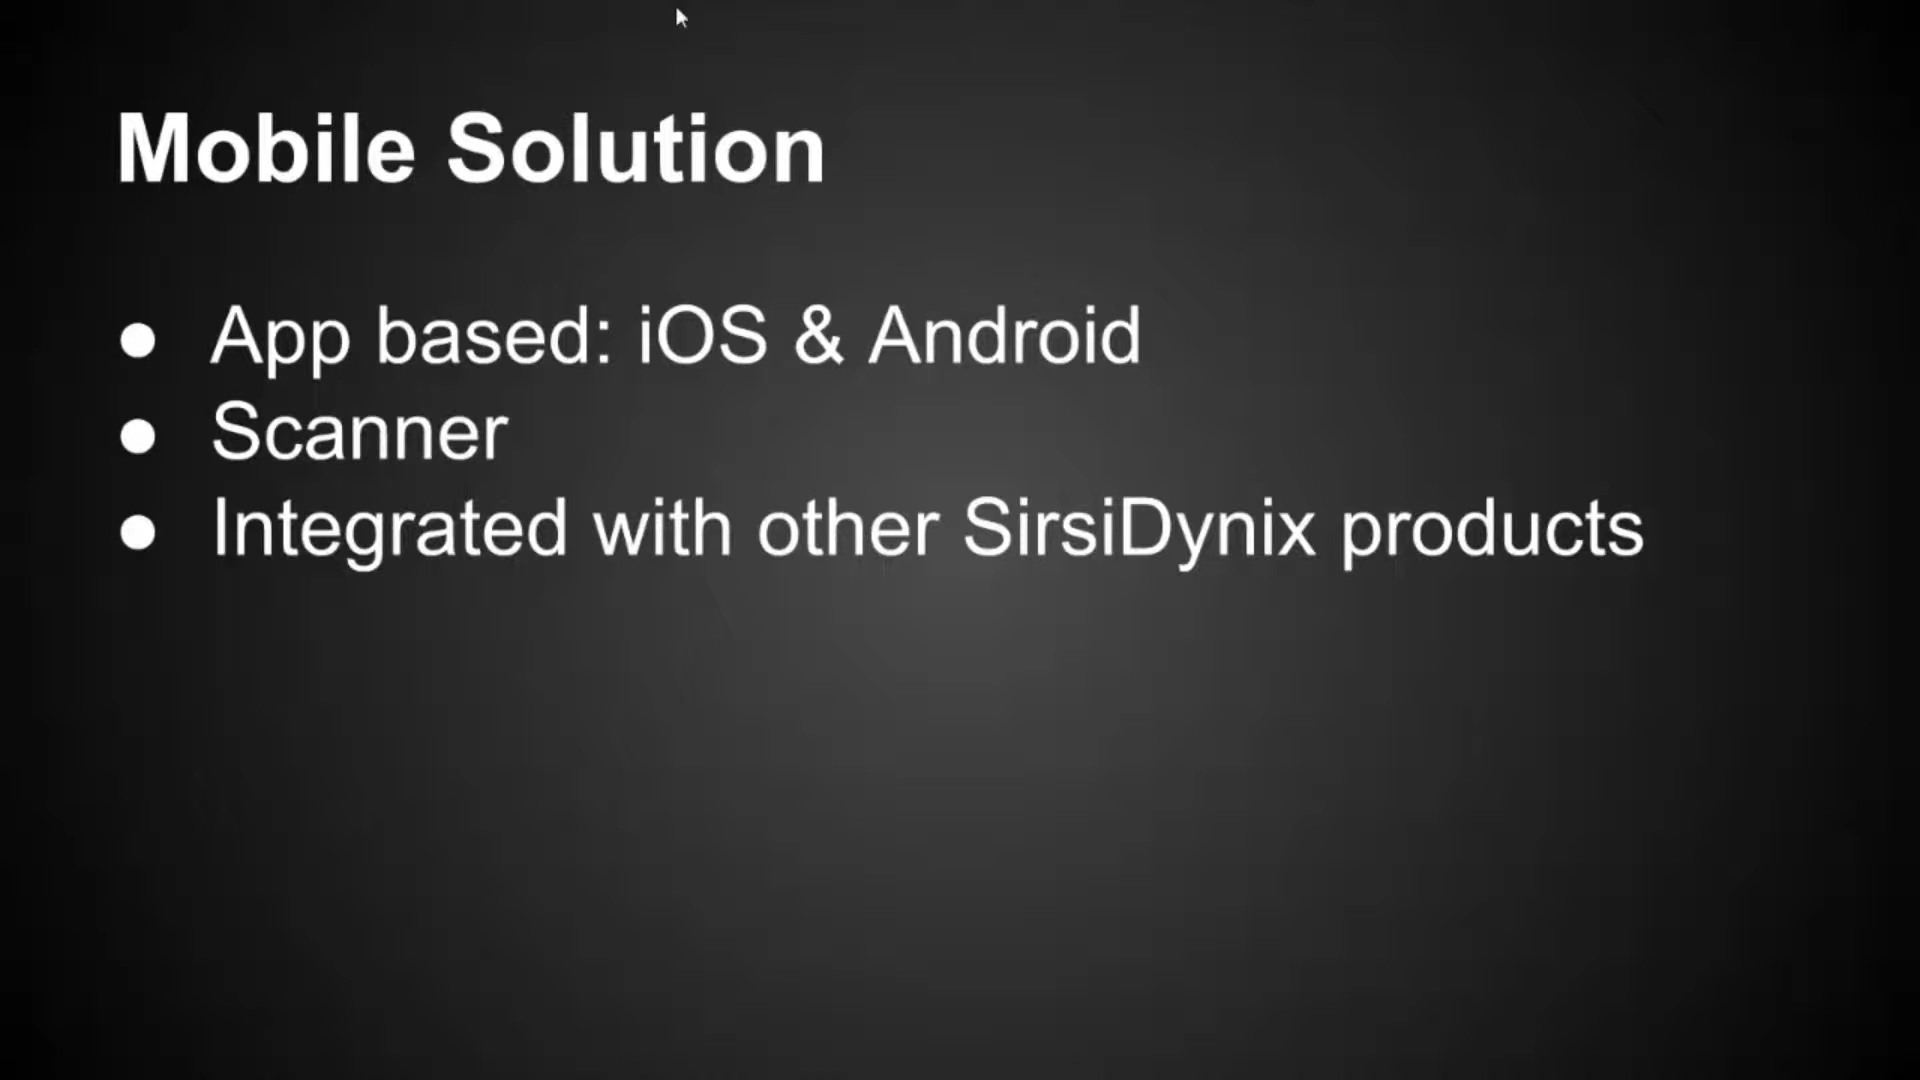 Mobile Solution
● App based: iOS & Android
● Scanner
● Integrated with other SirsiDynix products